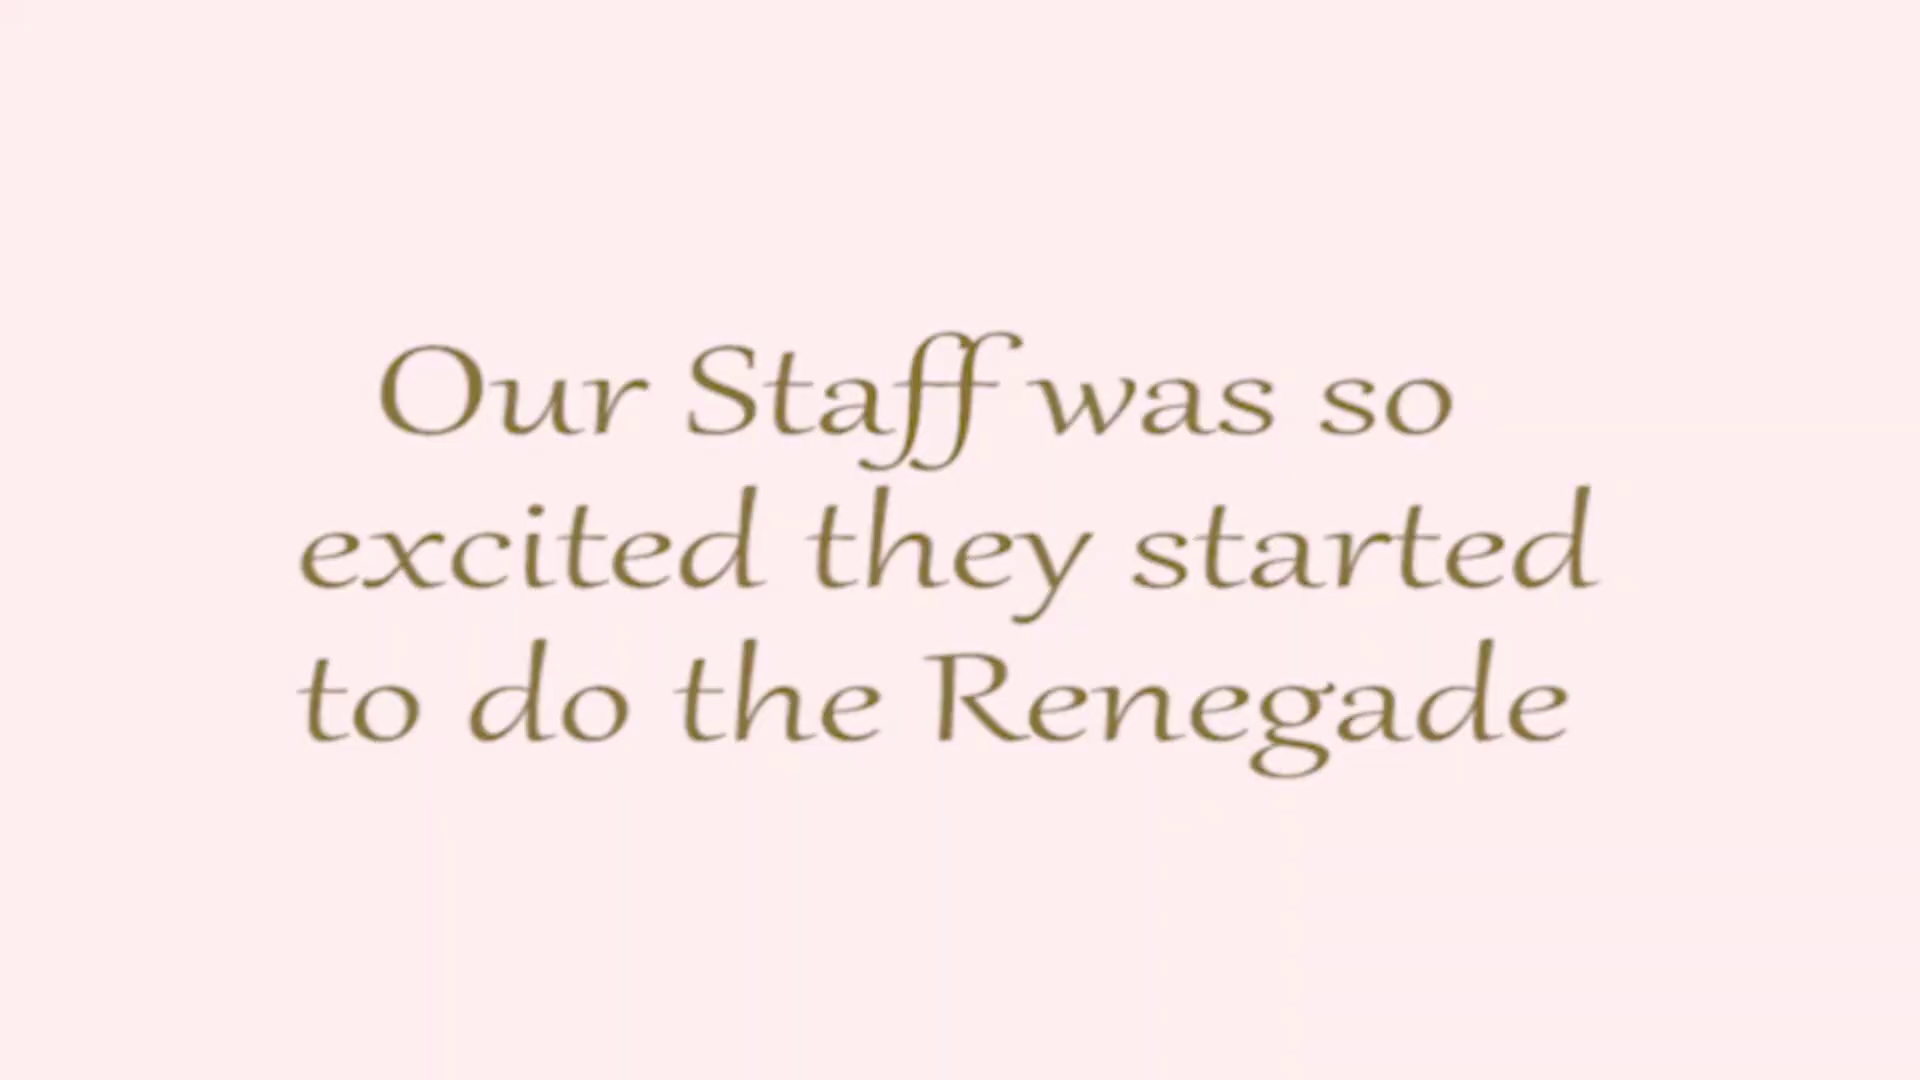 Our Staff was so
excited they started
to do the Renegade